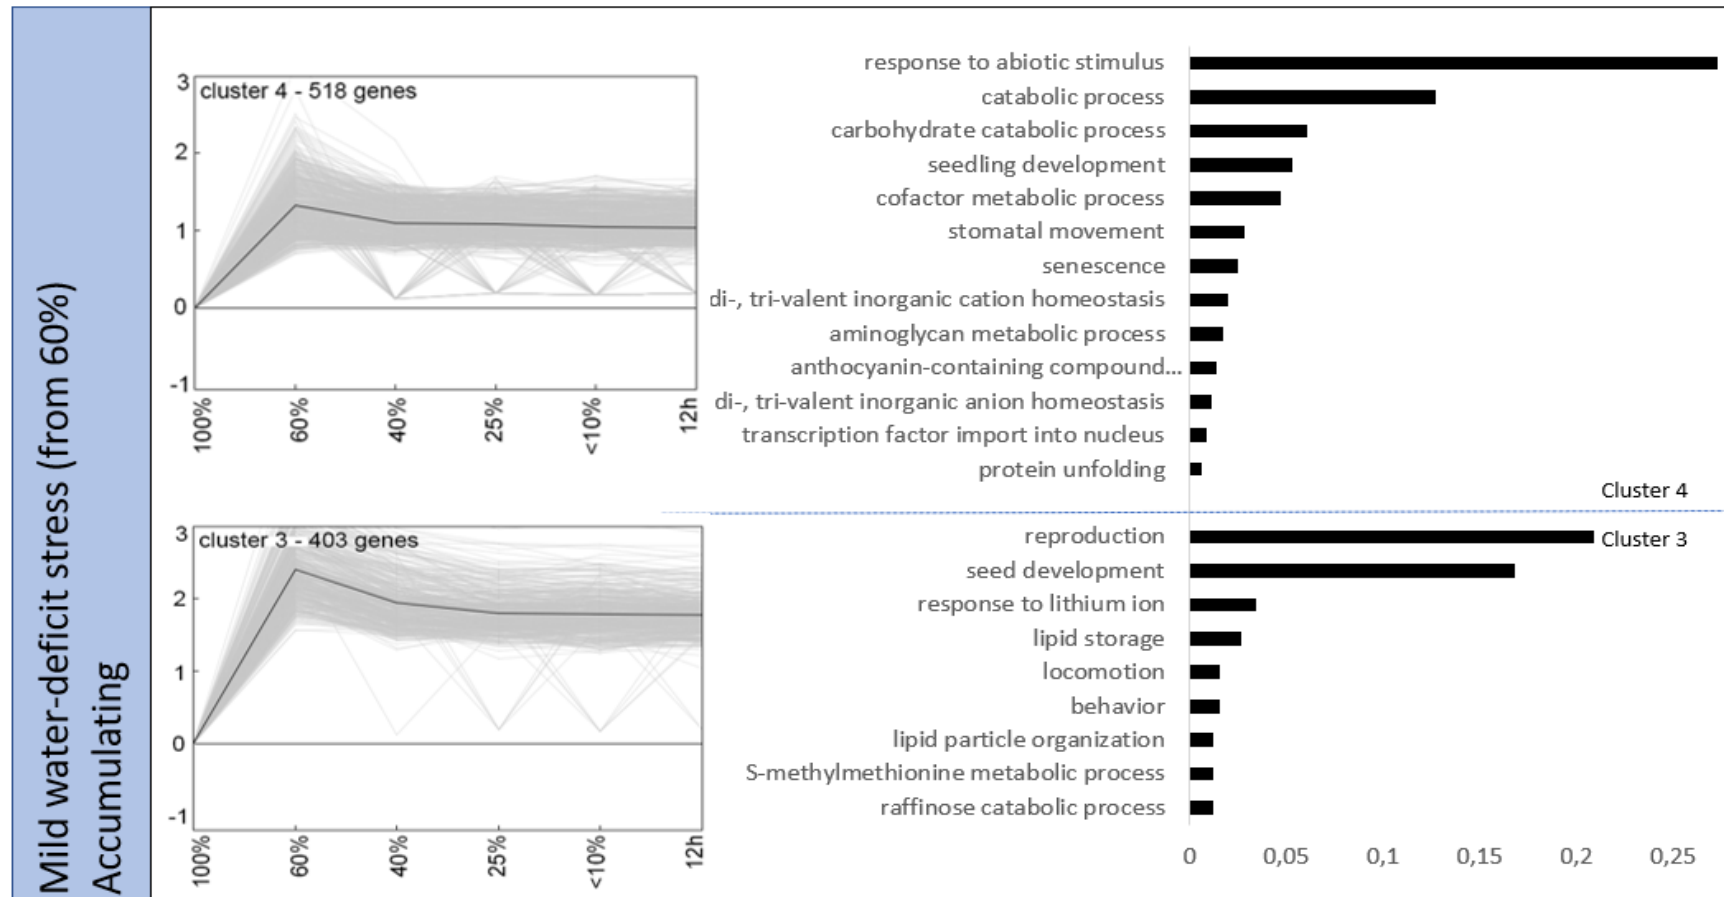 Mild water-deficit stress (from 60%)
Accumulating
cluster 4 - 518 genes
3
2
1
0
-1
100%
60%
40%
25%
<10%
12h
response to abiotic stimulus
catabolic process
carbohydrate catabolic process
seedling development
cofactor metabolic process
stomatal movement
senescence
di-, tri-valent inorganic cation homeostasis
aminoglycan metabolic process
anthocyanin-containing compound...
di-, tri-valent inorganic anion homeostasis
transcription factor import into nucleus
protein unfolding
Cluster 4
cluster 3 - 403 genes
3
2
1
0
-1
100%
60%
40%
25%
<10%
12h
reproduction
Cluster 3
seed development
response to lithium ion
lipid storage
locomotion
behavior
lipid particle organization
S-methylmethionine metabolic process
raffinose catabolic process
0
0,05
0,1
0,15
0,2
0,25